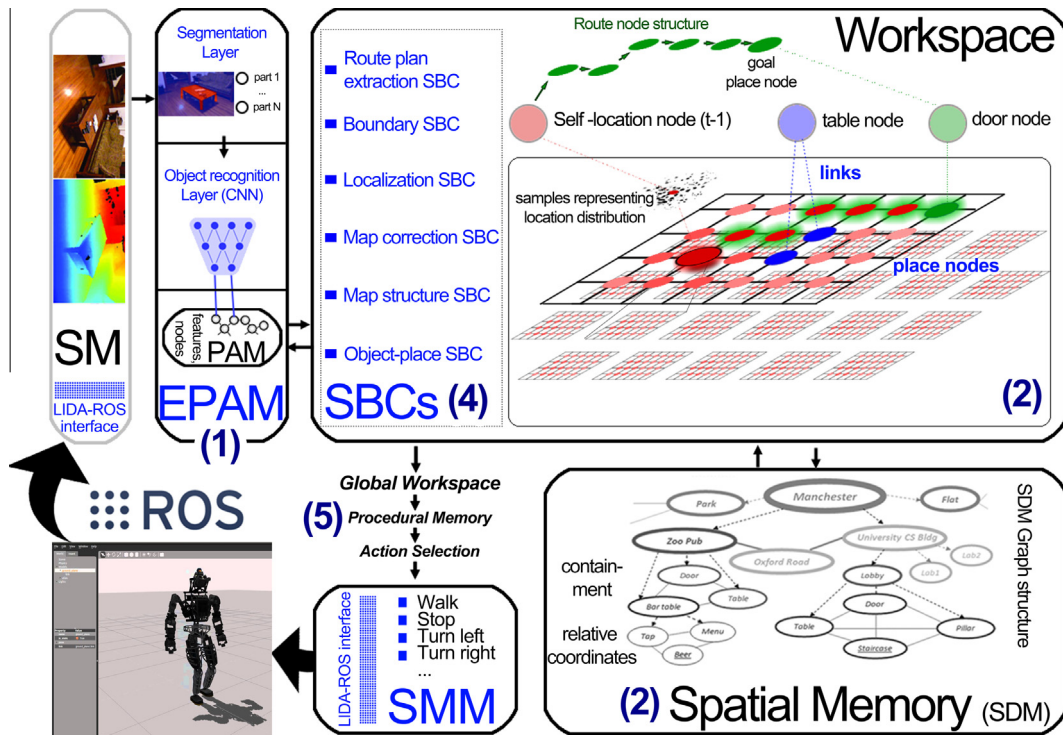 SM
LIDA-ROS
interface
Segmentation
Layer
part 1
...
part N
Object recognition
Layer (CNN)
features,
nodes
PAM
EPAM
(1)
Route plan
extraction SBC
Boundary SBC
Localization SBC
Map correction SBC
Map structure SBC
Object-place SBC
SBCs (4)
Workspace
Route node structure
goal
place node
Self -location node (t-1)
table node
door node
links
samples representing
location distribution
place nodes
(2)
ROS
Global Workspace
(5)
Procedural Memory
Action Selection
LIDA-ROS interface
Walk
Stop
Turn left
Turn right
...
SMM
Manchester
Park
Flat
Zoo Pub
University CS Bldg
Oxford Road
Lab2
Lab1
contain-
ment
Door
Table
Bar table
Lobby
Door
Table
Pillar
relative
coordinates
Tap
Menu
Beer
Staircase
SDM Graph structure
(2) Spatial Memory (SDM)